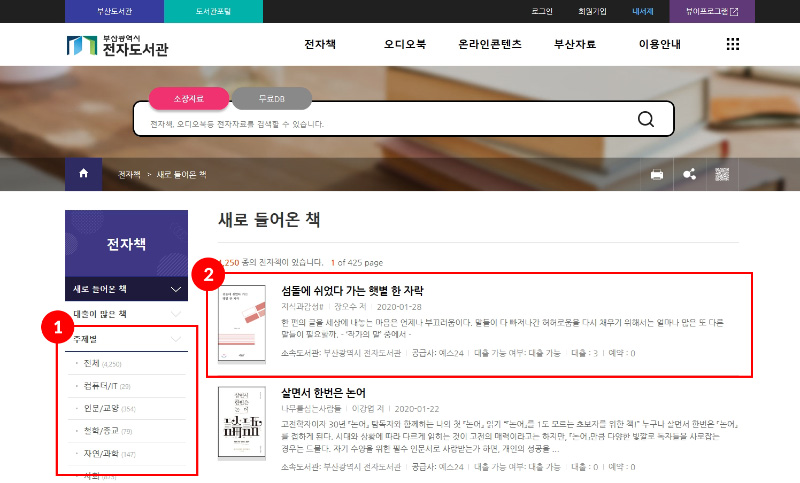 부산도서관
도서관포털
로그인
회원가입
내서재
뷰어프로그램
부산광역시
전자도서관
전자책
오디오북
온라인콘텐츠
부산자료
이용안내
소장자료
무료DB
전자책, 오디오북등 전자자료를 검색할 수 있습니다.
전자책 > 새로 들어온 책
전자책
새로 들어온 책
대출이 많은 책
1
주제별
전체 (4,250)
컴퓨터/IT (20)
인문/교양 (354)
철학/종교 (79)
자연/과학 (147)
사회
새로 들어온 책
4,250 종의 전자책이 있습니다. 1 of 425 page
2
섬돌에 쉬었다 가는 햇볕 한 자락
지식과감성# | 장오수 저 | 2020-01-28
한 편의 글을 세상에 내놓는 마음은 언제나 부끄러움이다. 말들이 다 빠져나간 허허로움을 다시 채우기 위해서는 얼마나 많은 또 다른
말들이 필요할까. - '작가의 말' 중에서 -
소속도서관: 부산광역시 전자도서관 | 공급사: 예스24 | 대출 가능 여부: 대출 가능 | 대출 : 3 | 예약 : 0
살면서 한번은 논어
나무를심는사람들 | 이강엽 저 | 2020-01-22
고전학자이자 30년 『논어』 탐독자와 함께하는 나의 첫 『논어』 읽기 『논어』를 1도 모르는 초보자를 위한 책!" 누구나 살면서 한번은 『논어』
를 접하게 된다. 시대와 상황에 따라 다르게 읽히는 것이 고전의 매력이라고는 하지만, 『논어』만큼 다양한 빛깔로 독자들을 사로잡는
경우는 드물다. 자기 수양을 위한 필수 인문서로 사랑받는가 하면, 개인의 성공을 ...
소속도서관: 부산광역시 전자도서관 | 공급사: 예스24 | 대출 가능 여부: 대출 가능 | 대출 : 0 | 예약 : 0